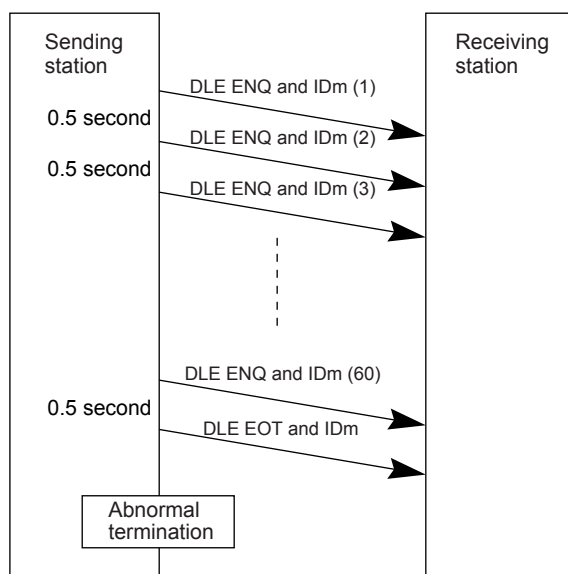 Sending
station
Receiving
station
DLE ENQ and IDm (1)
0.5 second
DLE ENQ and IDm (2)
0.5 second
DLE ENQ and IDm (3)
DLE ENQ and IDm (60)
0.5 second
DLE EOT and IDm
Abnormal
termination